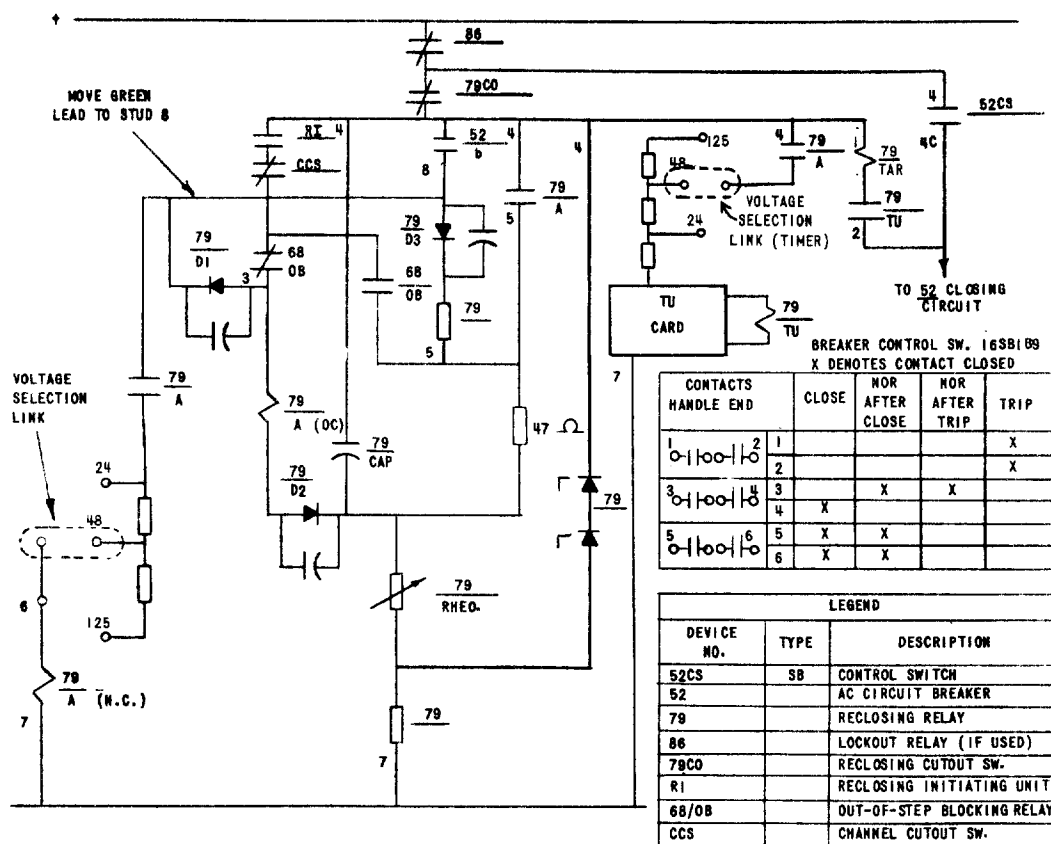 +
86
79CO
4
52CS
4C
MOVE GREEN
LEAD TO STUD 8
RI
4
CCS
52
b
8
4
79
A
5
4
125
48
24
VOLTAGE
SELECTION
LINK (TIMER)
4
79
A
79
TAR
79
TU
2
TO 52 CLOSING
CIRCUIT
79
D1
3
68
OB
68
OB
79
D3
79
5
TU
CARD
79
TU
7
BREAKER CONTROL SW. 16SB1B9
X DENOTES CONTACT CLOSED
CONTACTS
HANDLE END
CLOSE
NOR
AFTER
CLOSE
NOR
AFTER
TRIP
TRIP
1 2 1 X
2 X
3 4 3 X X
4 X
5 6 5 X X
6 X X
VOLTAGE
SELECTION
LINK
79
A
79
A (OC)
79
CAP
47 Ω
79
D2
79
24
48
125
6
79
A (N.C.)
7
79
RHEO.
79
7
LEGEND
DEVICE
NO.
TYPE
DESCRIPTION
52CS SB CONTROL SWITCH
52 AC CIRCUIT BREAKER
79 RECLOSING RELAY
86 LOCKOUT RELAY (IF USED)
79CO RECLOSING CUTOUT SW.
RI RECLOSING INITIATING UNIT
68/OB OUT-OF-STEP BLOCKING RELAY
CCS CHANNEL CUTOUT SW.